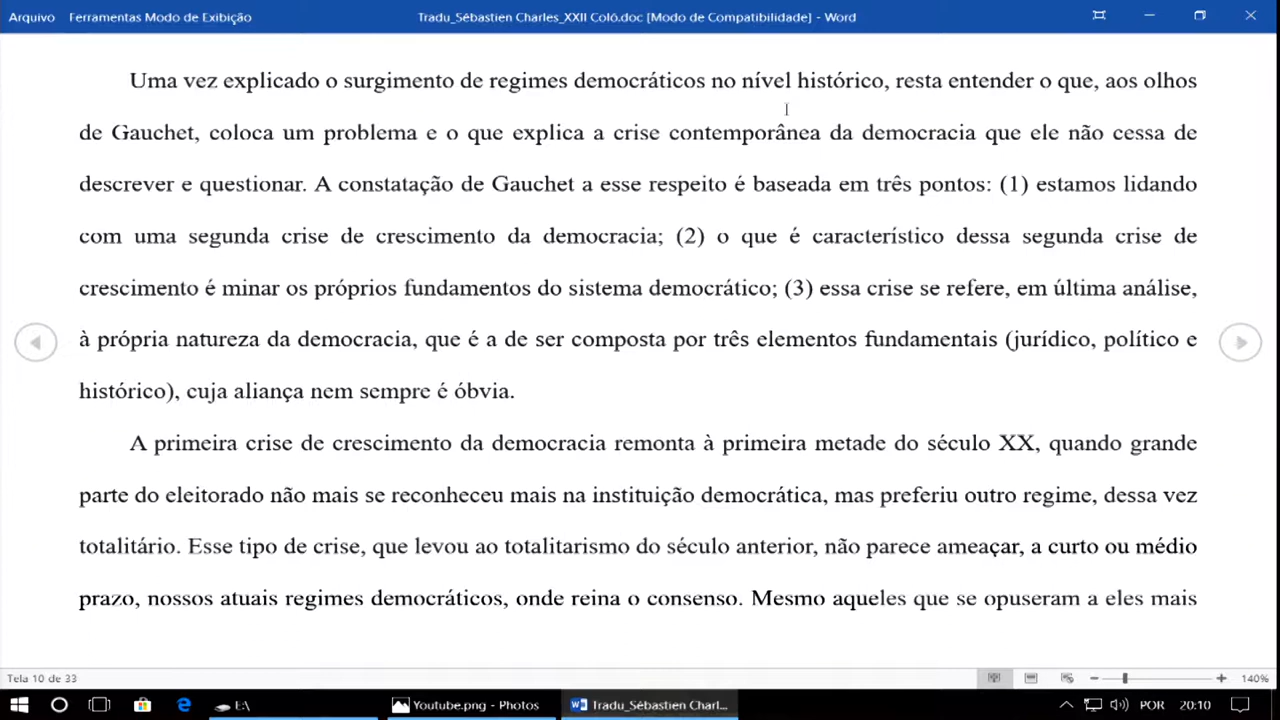 Arquivo Ferramentas Modo de Exibição Tradu_Sébastien Charles_XXII Coló.doc [Modo de Compatibilidade] - Word
Uma vez explicado o surgimento de regimes democráticos no nível histórico, resta entender o que, aos olhos
de Gauchet, coloca um problema e o que explica a crise contemporânea da democracia que ele não cessa de
descrever e questionar. A constatação de Gauchet a esse respeito é baseada em três pontos: (1) estamos lidando
com uma segunda crise de crescimento da democracia; (2) o que é característico dessa segunda crise de
crescimento é minar os próprios fundamentos do sistema democrático; (3) essa crise se refere, em última análise,
à própria natureza da democracia, que é a de ser composta por três elementos fundamentais (jurídico, político e
histórico), cuja aliança nem sempre é óbvia.
A primeira crise de crescimento da democracia remonta à primeira metade do século XX, quando grande
parte do eleitorado não mais se reconheceu mais na instituição democrática, mas preferiu outro regime, dessa vez
totalitário. Esse tipo de crise, que levou ao totalitarismo do século anterior, não parece ameaçar, a curto ou médio
prazo, nossos atuais regimes democráticos, onde reina o consenso. Mesmo aqueles que se opuseram a eles mais
Tela 10 de 33 140%
E:\ Youtube.png - Photos Tradu_Sébastien Charl... POR 20:10